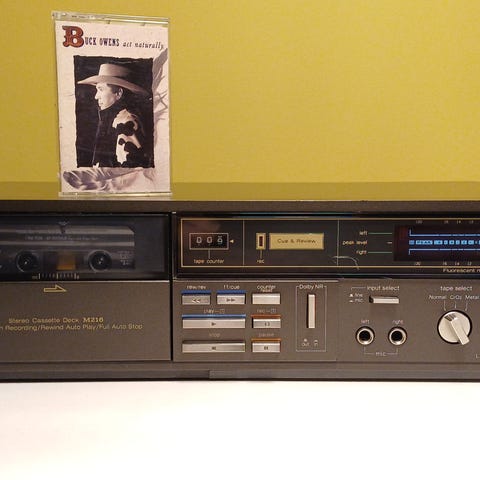 BUCK OWENS act naturally
006
tape counter
rec
Cue & Review
left
peak level
right
Fluorescent
rew/rev
ff/cue
counter
Dolby NR
input select
line
mic
tape select
Normal CrO₂ Metal
play
rec
stop
pause
out
in
left
right
mic
Stereo Cassette Deck M216
Recording/Rewind Auto Play/Full Auto Stop